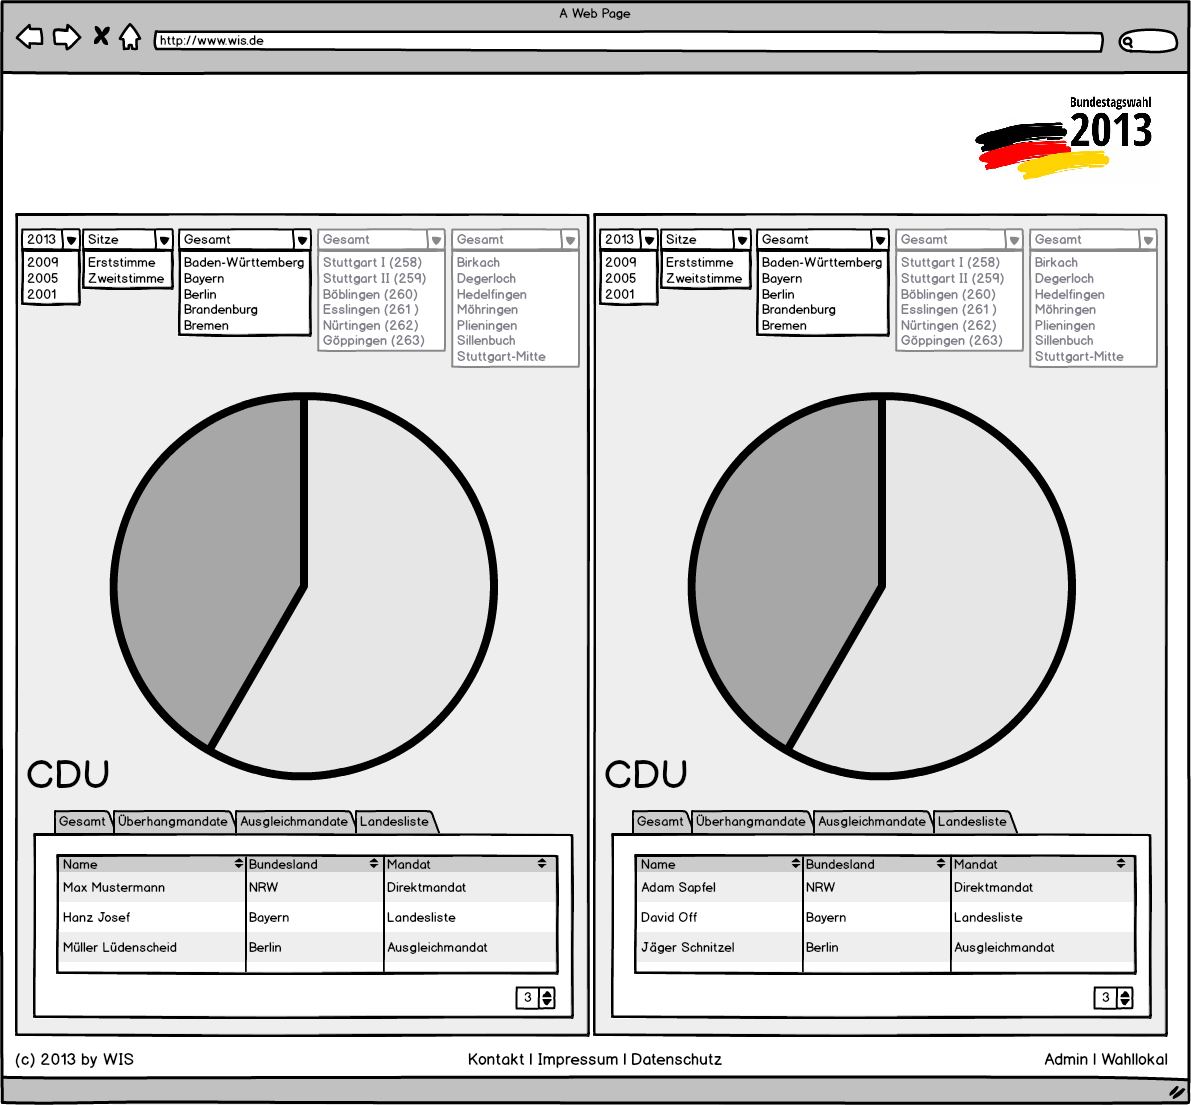 A Web Page
http://www.wis.de
Bundestagswahl
2013
2013
2009
2005
2001
Sitze
Erststimme
Zweitstimme
Gesamt
Baden-Württemberg
Bayern
Berlin
Brandenburg
Bremen
Gesamt
Stuttgart I (258)
Stuttgart II (259)
Böblingen (260)
Esslingen (261 )
Nürtingen (262)
Göppingen (263)
Gesamt
Birkach
Degerloch
Hedelfingen
Möhringen
Plieningen
Sillenbuch
Stuttgart-Mitte
CDU
Gesamt Überhangmandate Ausgleichmandate Landesliste
Name Bundesland Mandat
Max Mustermann NRW Direktmandat
Hanz Josef Bayern Landesliste
Müller Lüdenscheid Berlin Ausgleichmandat
3
2013
2009
2005
2001
Sitze
Erststimme
Zweitstimme
Gesamt
Baden-Württemberg
Bayern
Berlin
Brandenburg
Bremen
Gesamt
Stuttgart I (258)
Stuttgart II (259)
Böblingen (260)
Esslingen (261 )
Nürtingen (262)
Göppingen (263)
Gesamt
Birkach
Degerloch
Hedelfingen
Möhringen
Plieningen
Sillenbuch
Stuttgart-Mitte
CDU
Gesamt Überhangmandate Ausgleichmandate Landesliste
Name Bundesland Mandat
Adam Sapfel NRW Direktmandat
David Off Bayern Landesliste
Jäger Schnitzel Berlin Ausgleichmandat
3
(c) 2013 by WIS
Kontakt | Impressum | Datenschutz
Admin | Wahllokal